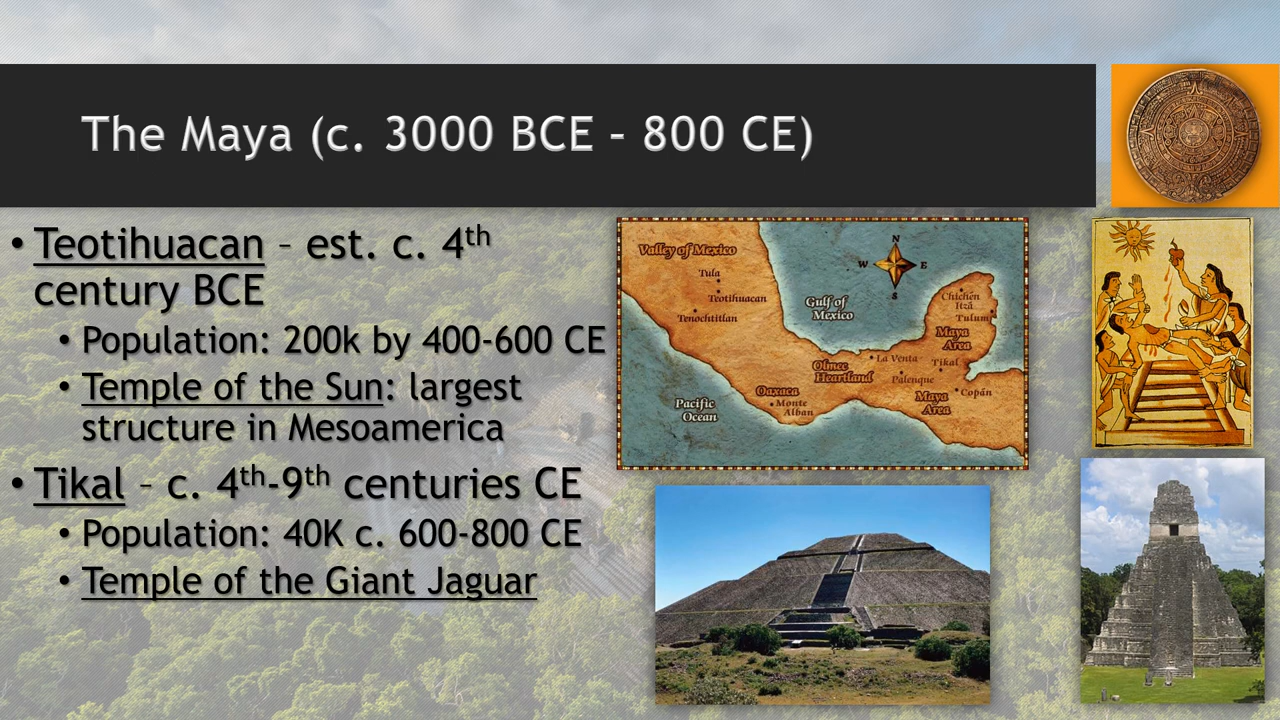 The Maya (c. 3000 BCE – 800 CE)
• Teotihuacan – est. c. 4th
century BCE
• Population: 200k by 400-600 CE
• Temple of the Sun: largest
structure in Mesoamerica
• Tikal – c. 4th-9th centuries CE
• Population: 40K c. 600-800 CE
• Temple of the Giant Jaguar
Valley of Mexico
Tula
Teotihuacan
Tenochtitlan
Gulf of
Mexico
N
W
E
S
Chichén
Itzá
Tulum
Maya
Area
Olmec
Heartland
La Venta
Tikal
Palenque
Copán
Maya
Area
Oaxaca
Monte
Alban
Pacific
Ocean